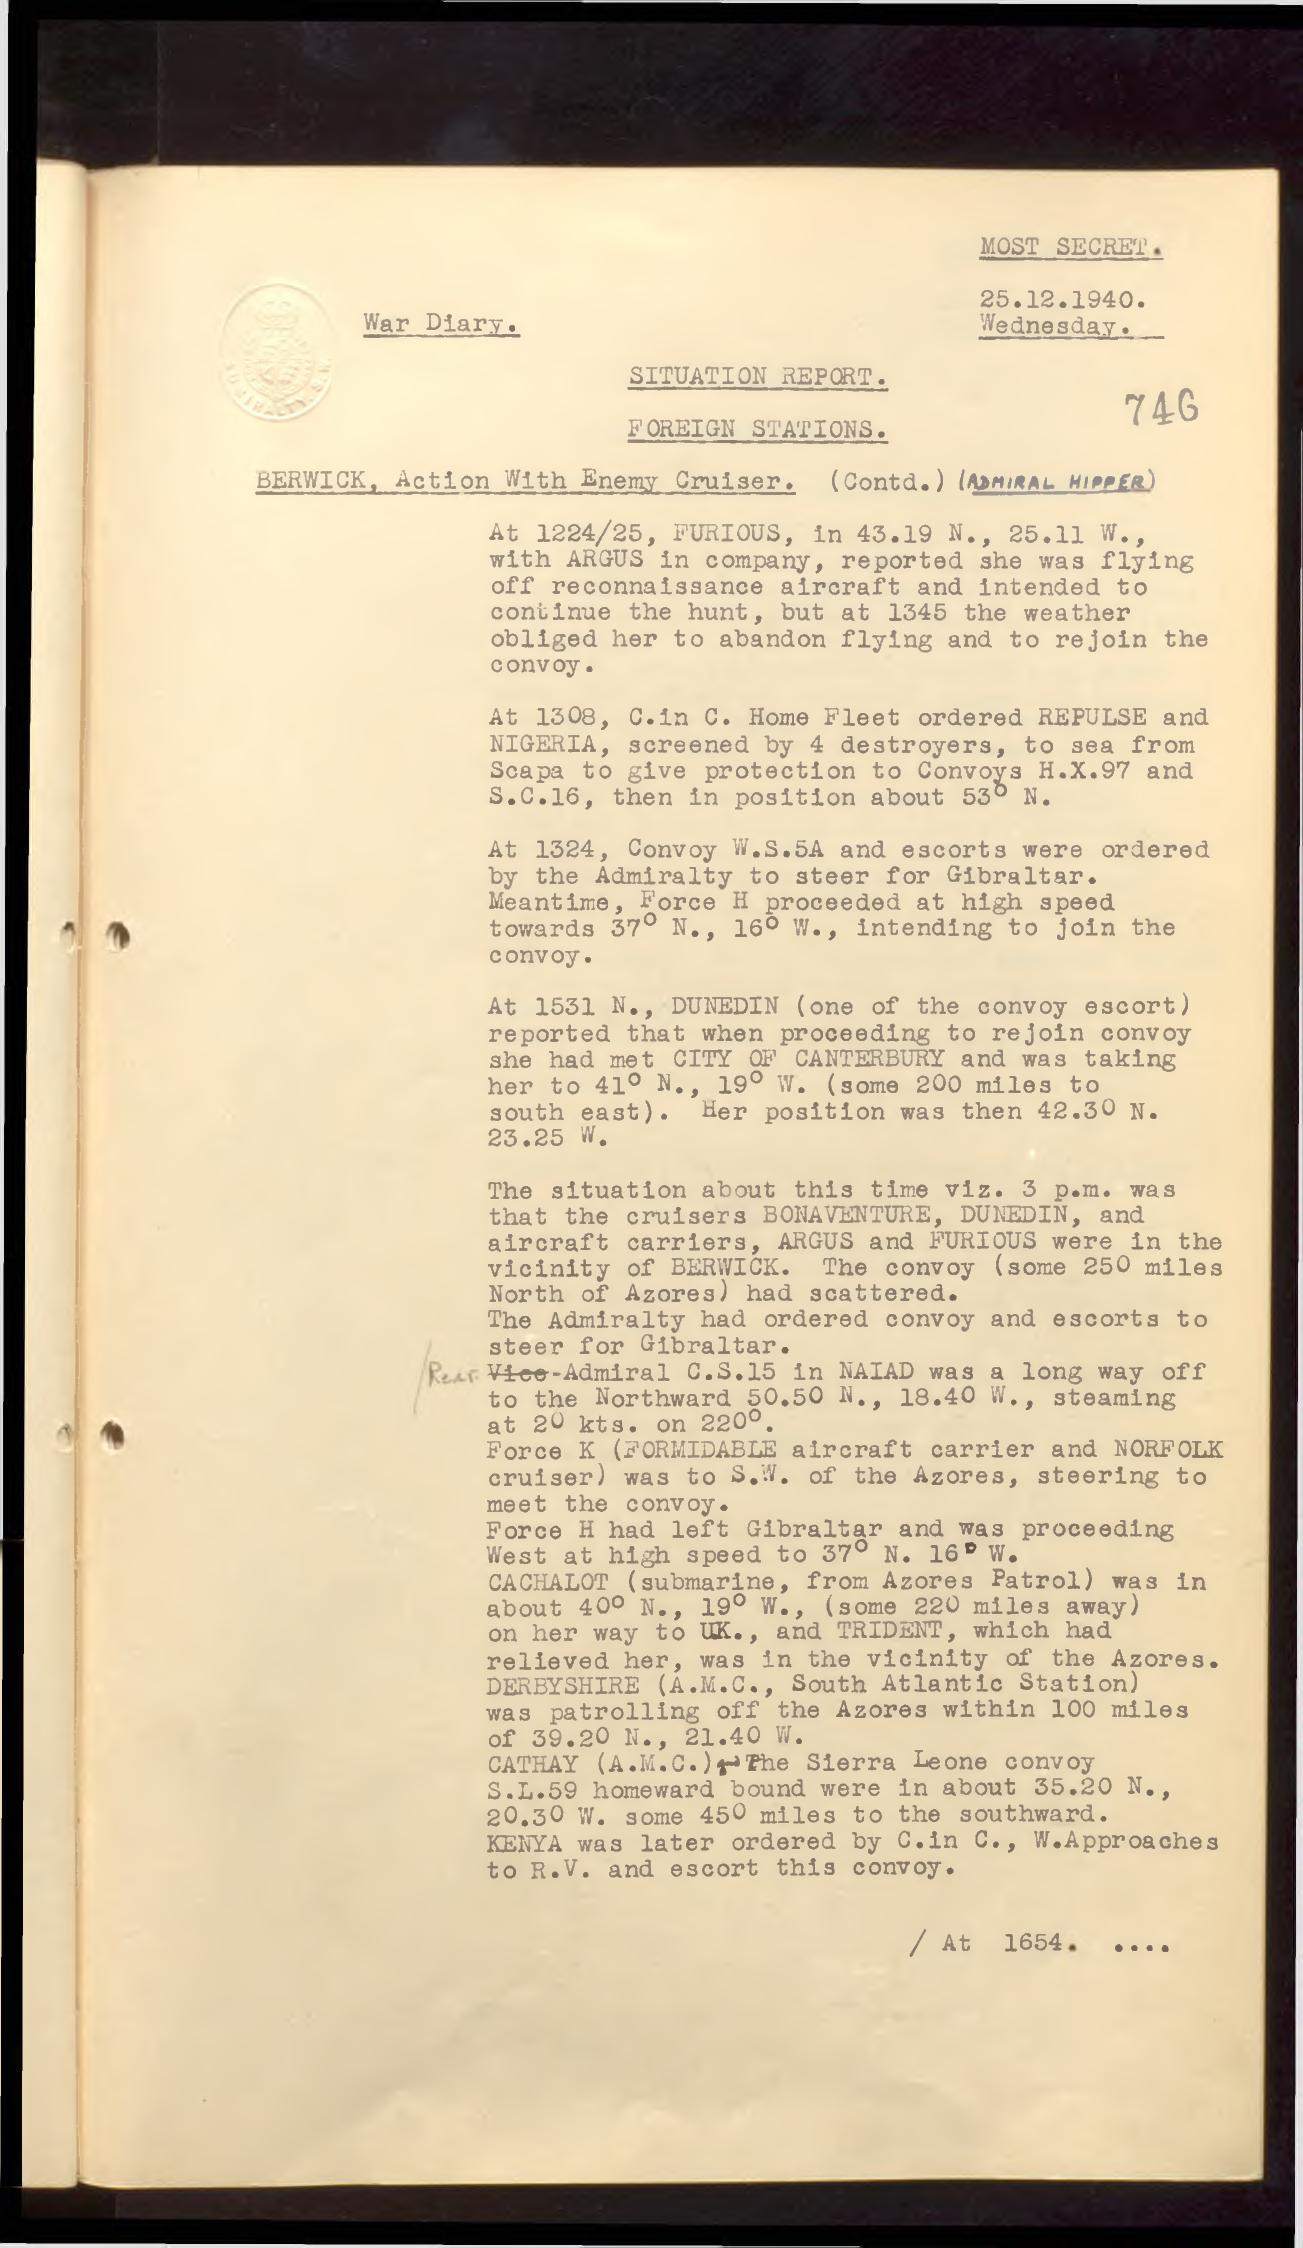 MOST SECRET.
25.12.1940.
War Diary.
Wednesday.
SITUATION REPORT.
746
FOREIGN STATIONS.
BERWICK, Action With Enemy Cruiser. (Contd.) (ADMIRAL HIPPER)
At 1224/25, FURIOUS, in 43.19 N., 25.11 W.,
with ARGUS in company, reported she was flying
off reconnaissance aircraft and intended to
continue the hunt, but at 1345 the weather
obliged her to abandon flying and to rejoin the
convoy.
At 1308, C.in C. Home Fleet ordered REPULSE and
NIGERIA, screened by 4 destroyers, to sea from
Scapa to give protection to Convoys H.X.97 and
S.C.16, then in position about 53° N.
At 1324, Convoy W.S.5A and escorts were ordered
by the Admiralty to steer for Gibraltar.
Meantime, Force H proceeded at high speed
towards 37° N., 16° W., intending to join the
convoy.
At 1531 N., DUNEDIN (one of the convoy escort)
reported that when proceeding to rejoin convoy
she had met CITY OF CANTERBURY and was taking
her to 41° N., 19° W. (some 200 miles to
south east). Her position was then 42.30 N.
23.25 W.
The situation about this time viz. 3 p.m. was
that the cruisers BONAVENTURE, DUNEDIN, and
aircraft carriers, ARGUS and FURIOUS were in the
vicinity of BERWICK. The convoy (some 250 miles
North of Azores) had scattered.
The Admiralty had ordered convoy and escorts to
steer for Gibraltar.
/Rear Vice-Admiral C.S.15 in NAIAD was a long way off
to the Northward 50.50 N., 18.40 W., steaming
at 20 kts. on 220°.
Force K (FORMIDABLE aircraft carrier and NORFOLK
cruiser) was to S.W. of the Azores, steering to
meet the convoy.
Force H had left Gibraltar and was proceeding
West at high speed to 37° N. 16° W.
CACHALOT (submarine, from Azores Patrol) was in
about 40° N., 19° W., (some 220 miles away)
on her way to UK., and TRIDENT, which had
relieved her, was in the vicinity of the Azores.
DERBYSHIRE (A.M.C., South Atlantic Station)
was patrolling off the Azores within 100 miles
of 39.20 N., 21.40 W.
CATHAY (A.M.C.) The Sierra Leone convoy
S.L.59 homeward bound were in about 35.20 N.,
20.30 W. some 450 miles to the southward.
KENYA was later ordered by C.in C., W.Approaches
to R.V. and escort this convoy.
/ At 1654. ....